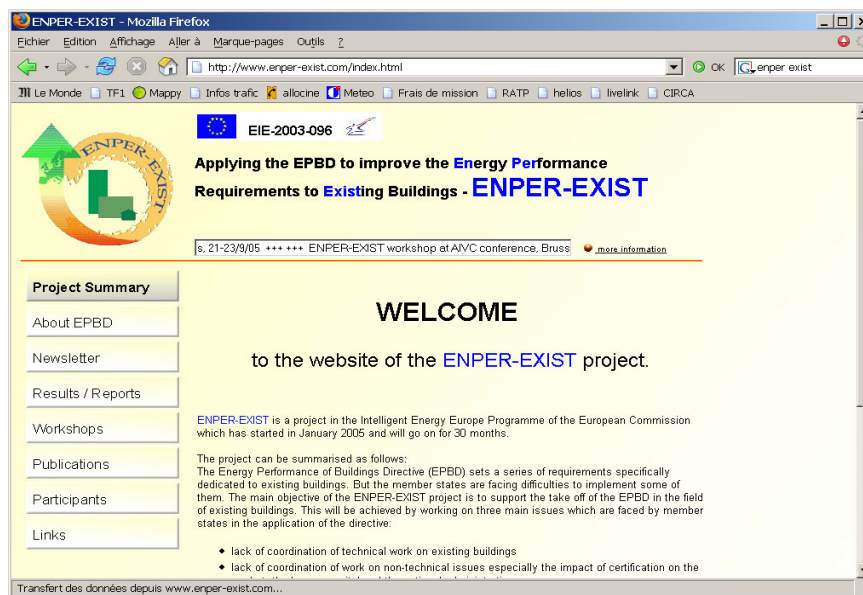 ENPER-EXIST - Mozilla Firefox
Fichier Edition Affichage Aller à Marque-pages Outils ?
http://www.enper-exist.com/index.html OK G enper exist
M Le Monde TF1 Mappy Infos trafic allocine Meteo Frais de mission RATP helios livelink CIRCA
EIE-2003-096
ENPER-EXIST
Applying the EPBD to improve the Energy Performance
Requirements to Existing Buildings - ENPER-EXIST
s, 21-23/9/05 +++ +++ ENPER-EXIST workshop at AIVC conference, Bruss more information
Project Summary
About EPBD
Newsletter
Results / Reports
Workshops
Publications
Participants
Links
WELCOME
to the website of the ENPER-EXIST project.
ENPER-EXIST is a project in the Intelligent Energy Europe Programme of the European Commission
which has started in January 2005 and will go on for 30 months.
The project can be summarised as follows:
The Energy Performance of Buildings Directive (EPBD) sets a series of requirements specifically
dedicated to existing buildings. But the member states are facing difficulties to implement some of
them. The main objective of the ENPER-EXIST project is to support the take off of the EPBD in the field
of existing buildings. This will be achieved by working on three main issues which are faced by member
states in the application of the directive:
◆ lack of coordination of technical work on existing buildings
◆ lack of coordination of work on non-technical issues especially the impact of certification on the
Transfert des données depuis www.enper-exist.com...